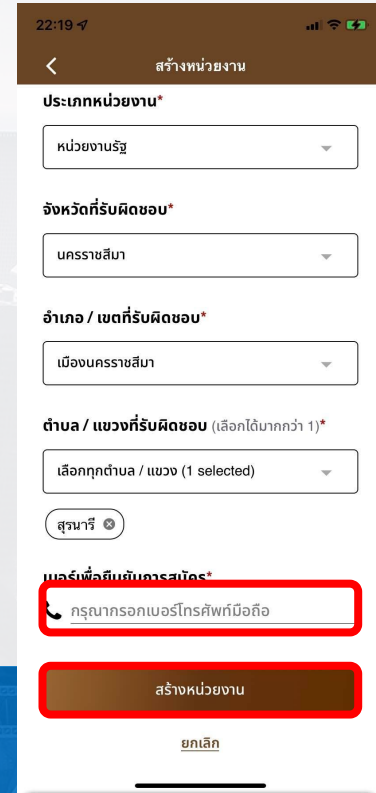 22:19
สร้างหน่วยงาน
ประเภทหน่วยงาน*
หน่วยงานรัฐ
จังหวัดที่รับผิดชอบ*
นครราชสีมา
อำเภอ / เขตที่รับผิดชอบ*
เมืองนครราชสีมา
ตำบล / แขวงที่รับผิดชอบ (เลือกได้มากกว่า 1)*
เลือกทุกตำบล / แขวง (1 selected)
สุรนารี
เบอร์เพื่อยืนยันการสมัคร*
กรุณากรอกเบอร์โทรศัพท์มือถือ
สร้างหน่วยงาน
ยกเลิก